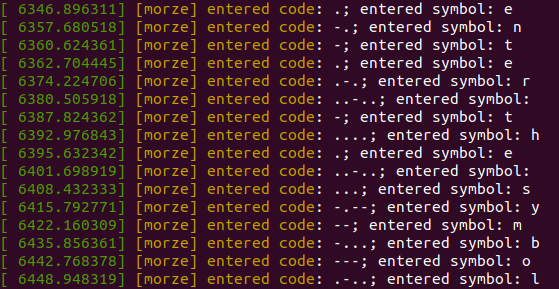 [ 6346.896311] [morze] entered code: .; entered symbol: e
[ 6357.680518] [morze] entered code: -.; entered symbol: n
[ 6360.624361] [morze] entered code: -; entered symbol: t
[ 6362.704445] [morze] entered code: .; entered symbol: e
[ 6374.224706] [morze] entered code: .-.; entered symbol: r
[ 6380.505918] [morze] entered code: ..-..; entered symbol:
[ 6387.824362] [morze] entered code: -; entered symbol: t
[ 6392.976843] [morze] entered code: ....; entered symbol: h
[ 6395.632342] [morze] entered code: .; entered symbol: e
[ 6401.698919] [morze] entered code: ..-..; entered symbol:
[ 6408.432333] [morze] entered code: ...; entered symbol: s
[ 6415.792771] [morze] entered code: -.--; entered symbol: y
[ 6422.160309] [morze] entered code: --; entered symbol: m
[ 6435.856361] [morze] entered code: -...; entered symbol: b
[ 6442.768378] [morze] entered code: ---; entered symbol: o
[ 6448.948319] [morze] entered code: .-..; entered symbol: l